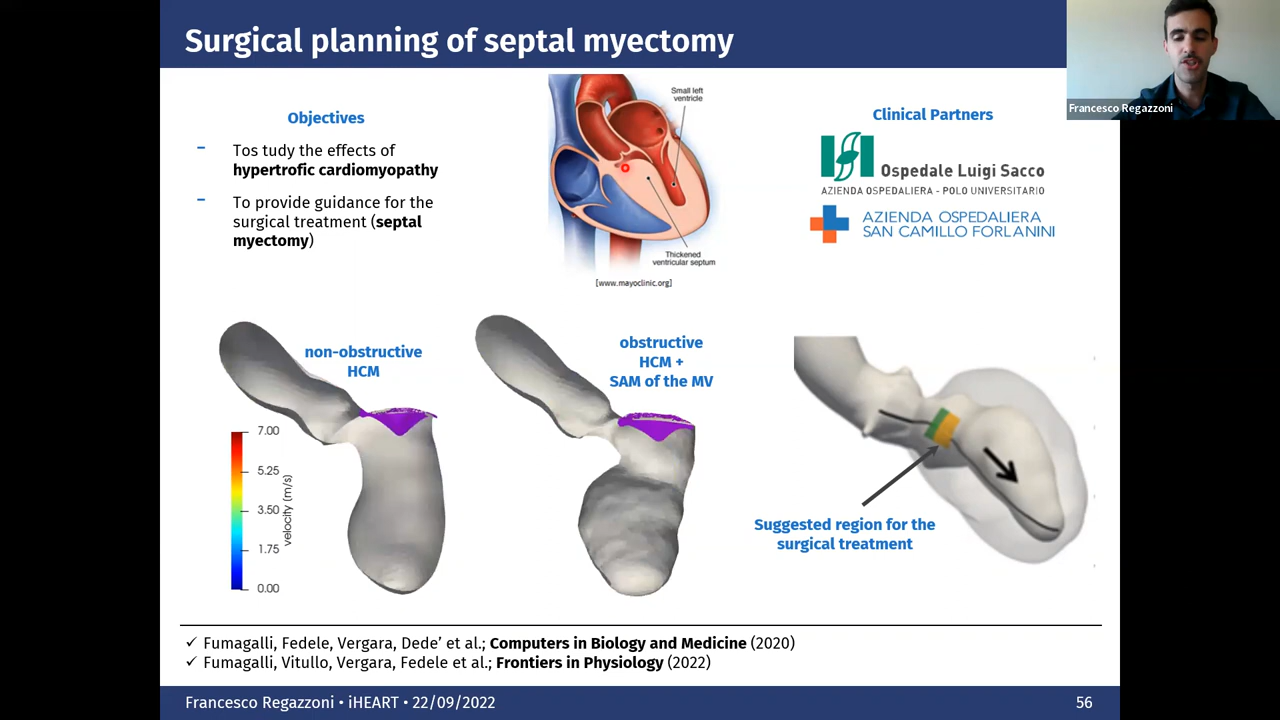 Surgical planning of septal myectomy
Francesco Regazzoni
Objectives
- Tos tudy the effects of
hypertrofic cardiomyopathy
- To provide guidance for the
surgical treatment (septal
myectomy)
Small left
ventricle
Thickened
ventricular septum
[www.mayoclinic.org]
Clinical Partners
Ospedale Luigi Sacco
AZIENDA OSPEDALIERA - POLO UNIVERSITARIO
AZIENDA OSPEDALIERA
SAN CAMILLO FORLANINI
non-obstructive
HCM
7.00
5.25
3.50
1.75
0.00
velocity (m/s)
obstructive
HCM +
SAM of the MV
Suggested region for the
surgical treatment
✓ Fumagalli, Fedele, Vergara, Dede’ et al.; Computers in Biology and Medicine (2020)
✓ Fumagalli, Vitullo, Vergara, Fedele et al.; Frontiers in Physiology (2022)
Francesco Regazzoni • iHEART • 22/09/2022
56